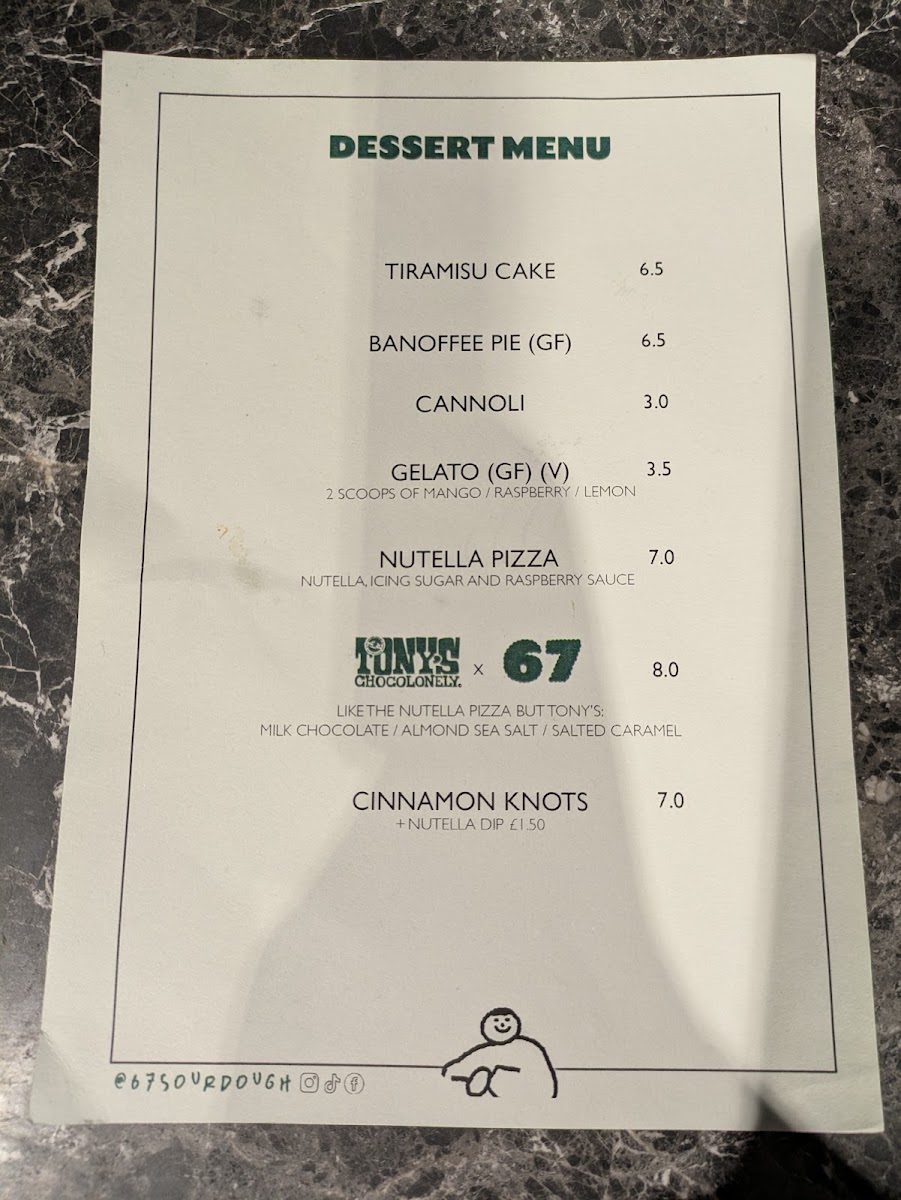 DESSERT MENU
TIRAMISU CAKE 6.5
BANOFFEE PIE (GF) 6.5
CANNOLI 3.0
GELATO (GF) (V) 3.5
2 SCOOPS OF MANGO / RASPBERRY / LEMON
NUTELLA PIZZA 7.0
NUTELLA, ICING SUGAR AND RASPBERRY SAUCE
TONY'S CHOCOLONELY. x 67 8.0
LIKE THE NUTELLA PIZZA BUT TONY'S:
MILK CHOCOLATE / ALMOND SEA SALT / SALTED CARAMEL
CINNAMON KNOTS 7.0
+NUTELLA DIP £1.50
@67SOURDOUGH